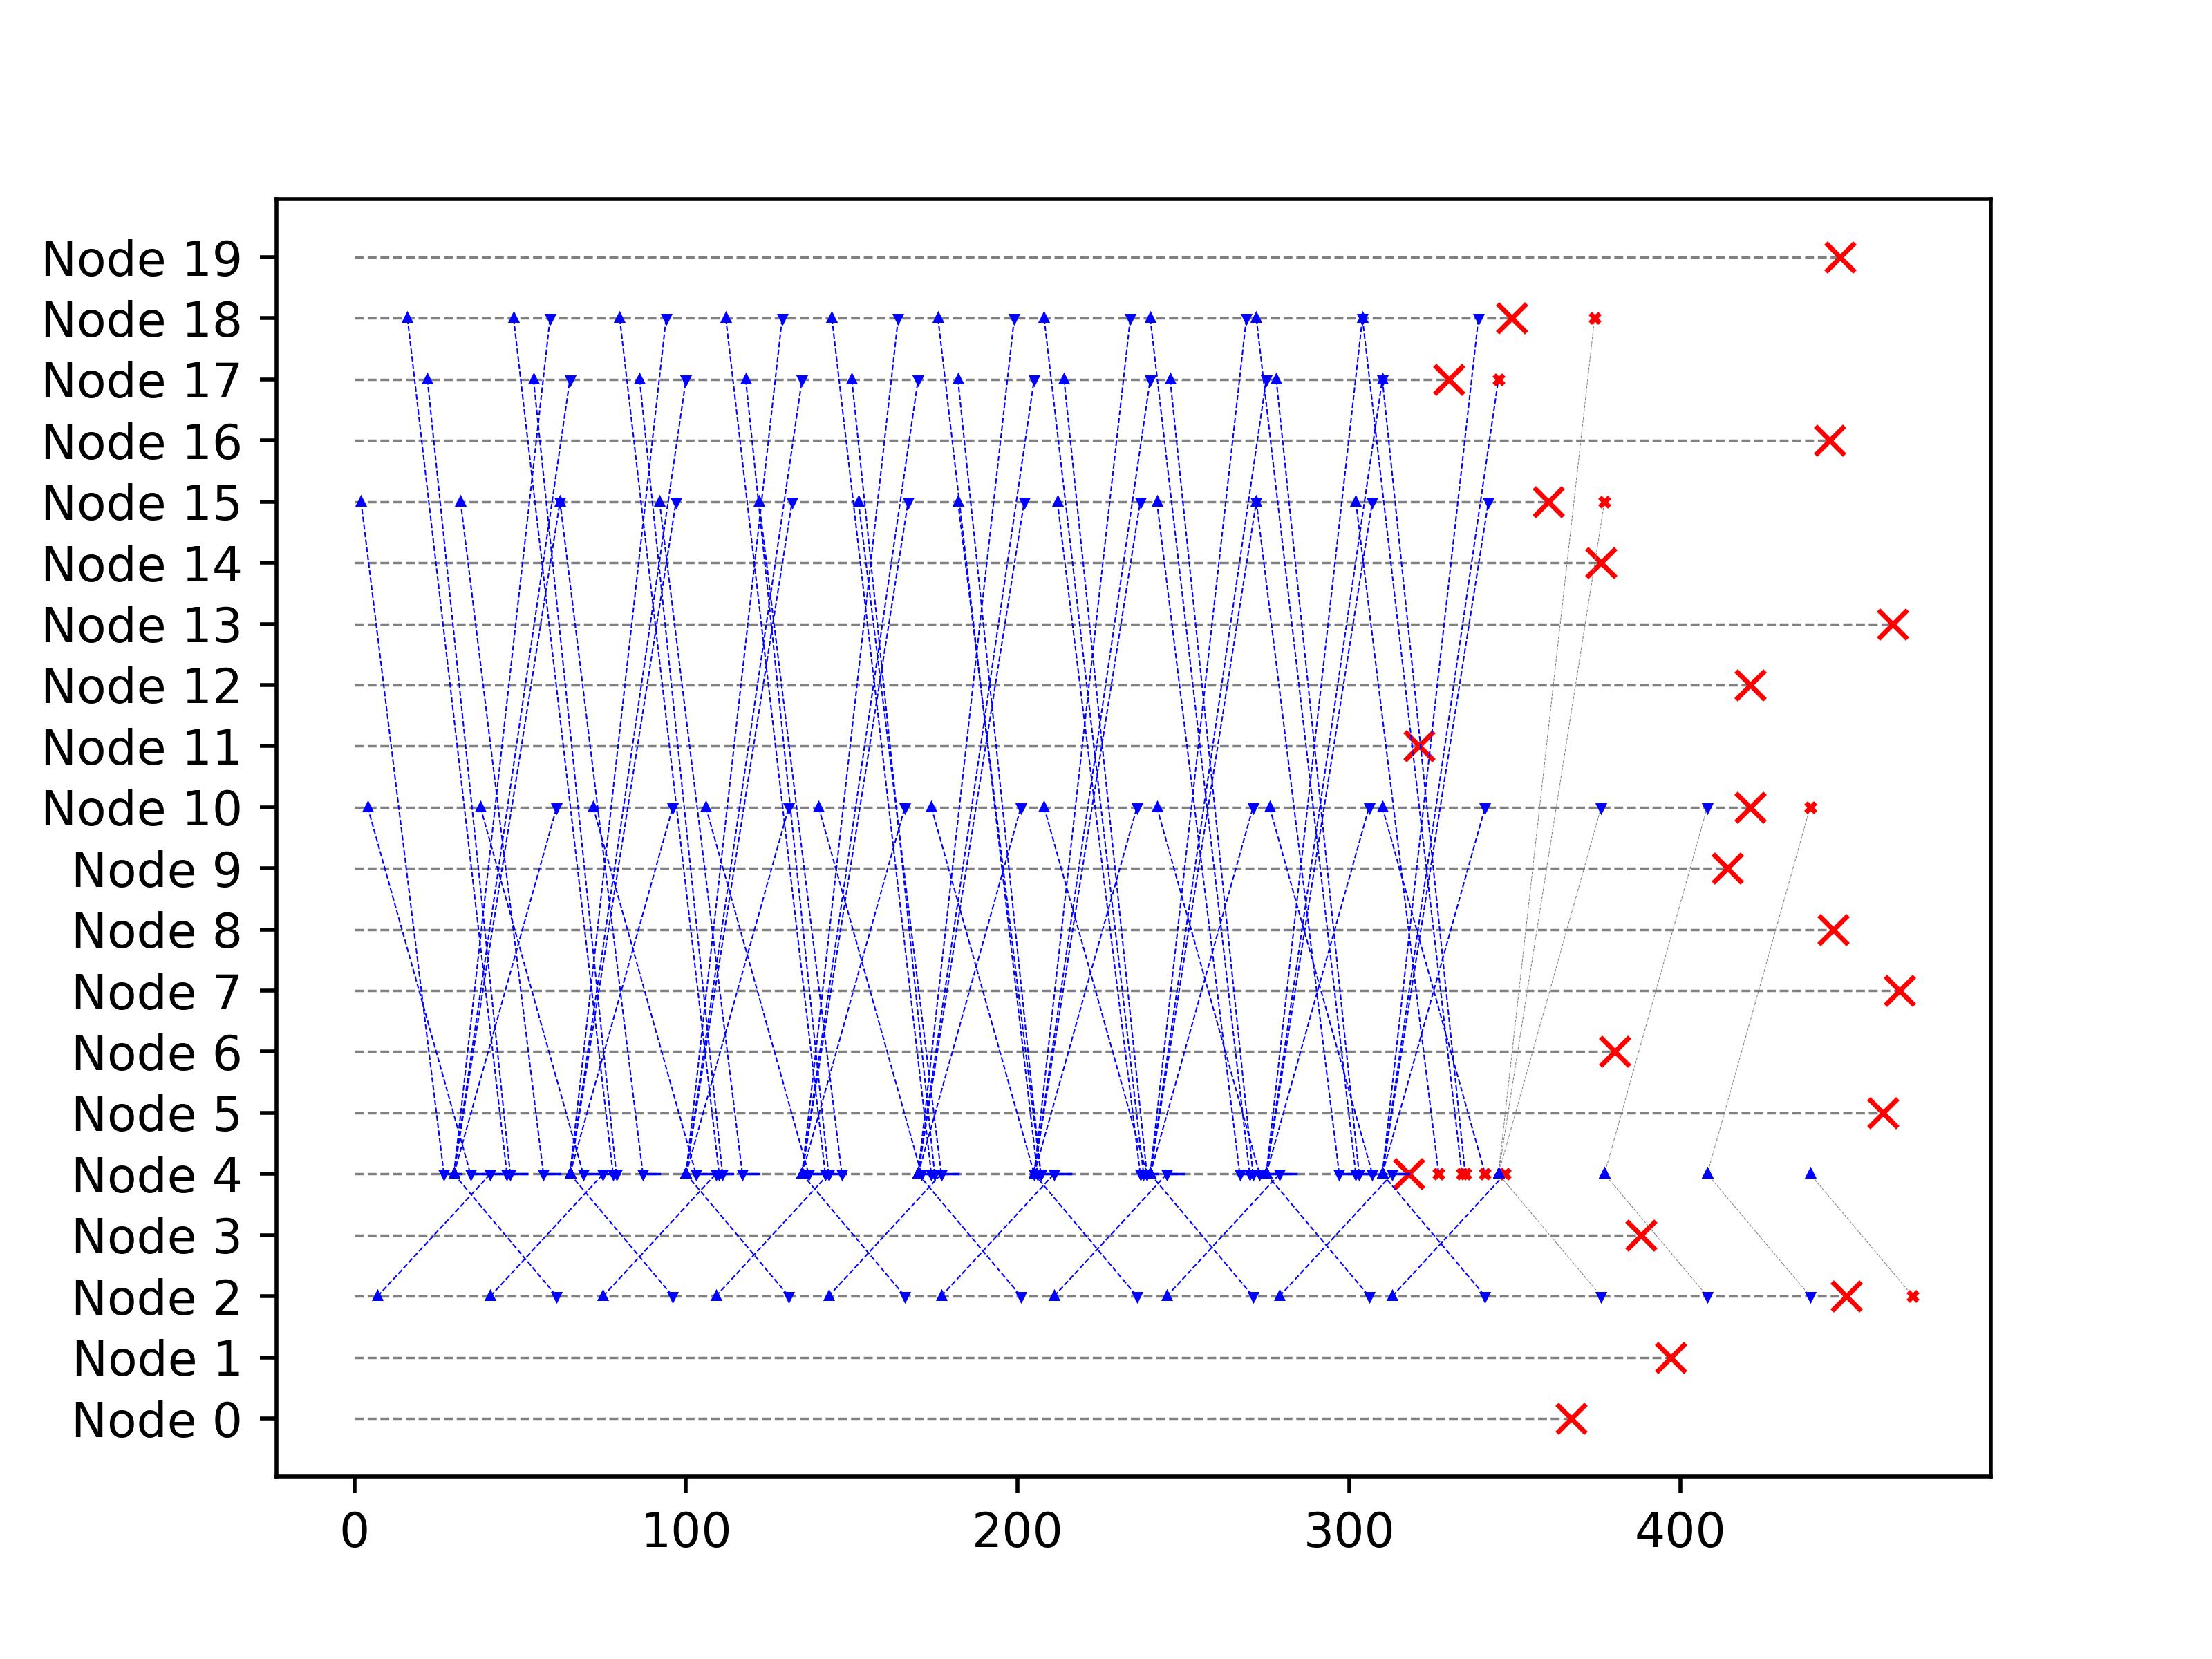 Node 19
Node 18
Node 17
Node 16
Node 15
Node 14
Node 13
Node 12
Node 11
Node 10
Node 9
Node 8
Node 7
Node 6
Node 5
Node 4
Node 3
Node 2
Node 1
Node 0
0 100 200 300 400